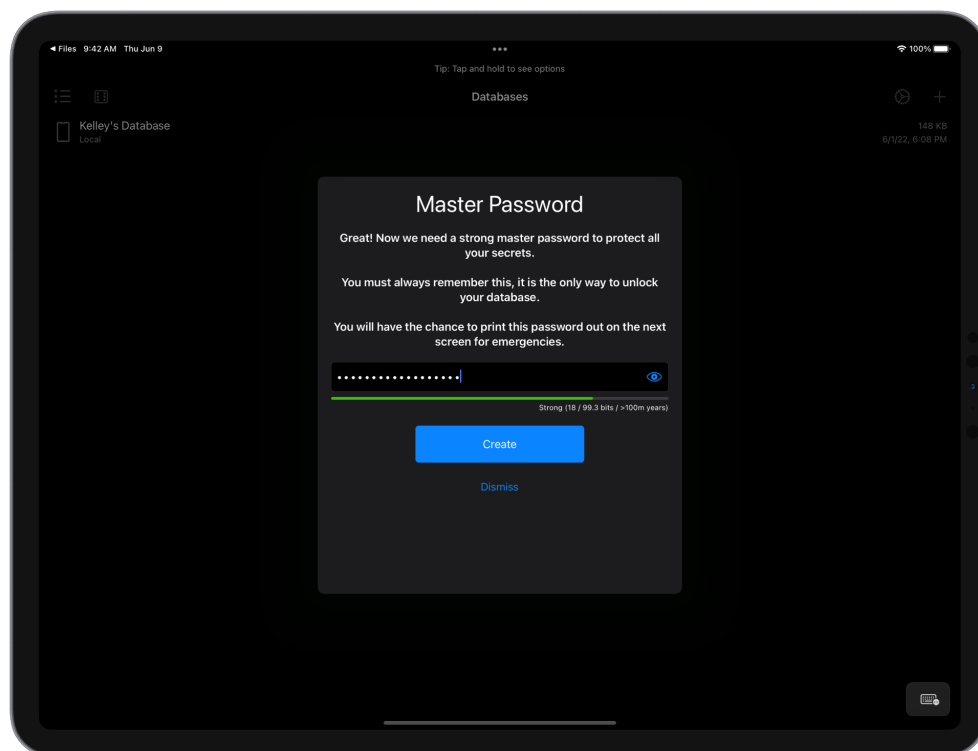 ◄ Files 9:42 AM Thu Jun 9
100%
Tip: Tap and hold to see options
Databases
Kelley's Database
Local
148 KB
6/1/22, 6:08 PM
Master Password
Great! Now we need a strong master password to protect all
your secrets.
You must always remember this, it is the only way to unlock
your database.
You will have the chance to print this password out on the next
screen for emergencies.
••••••••••••••••••
Strong (18 / 99.3 bits / >100m years)
Create
Dismiss